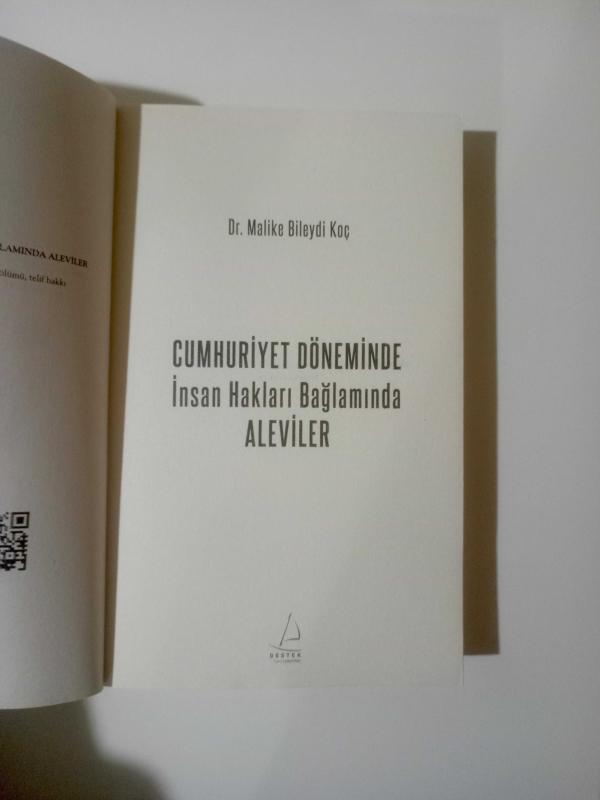 LAMINDA ALEVİLER
ölümü, telif hakkı
Dr. Malike Bileydi Koç
CUMHURİYET DÖNEMİNDE
İnsan Hakları Bağlamında
ALEVİLER
DESTEK